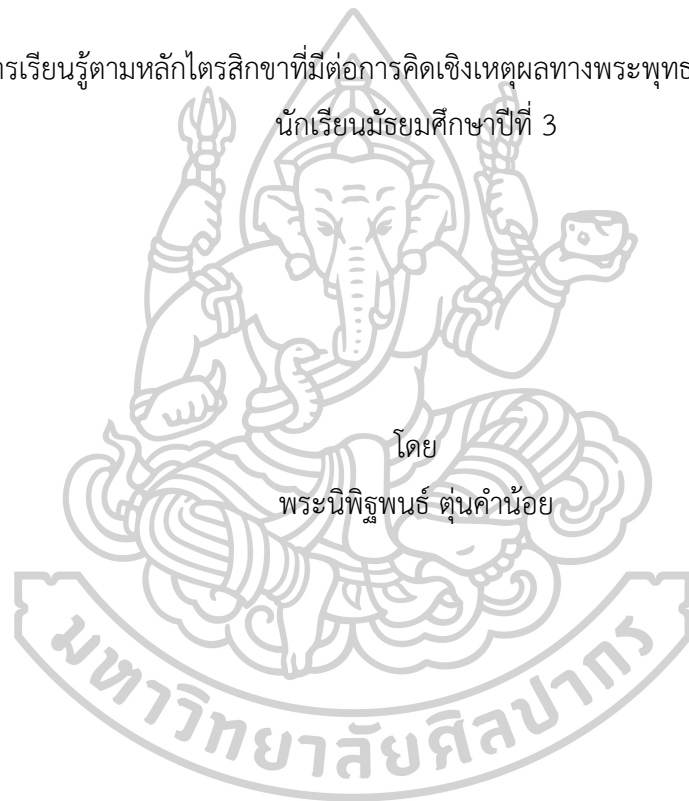 ารเรียนรู้ตามหลักไตรสิกขาที่มีต่อการคิดเชิงเหตุผลทางพระพุทธ
นักเรียนมัธยมศึกษาปีที่ 3
โดย
พระนิพิฐพนธ์ ตุ่นคำน้อย
มหาวิทยาลัยศิลปากร